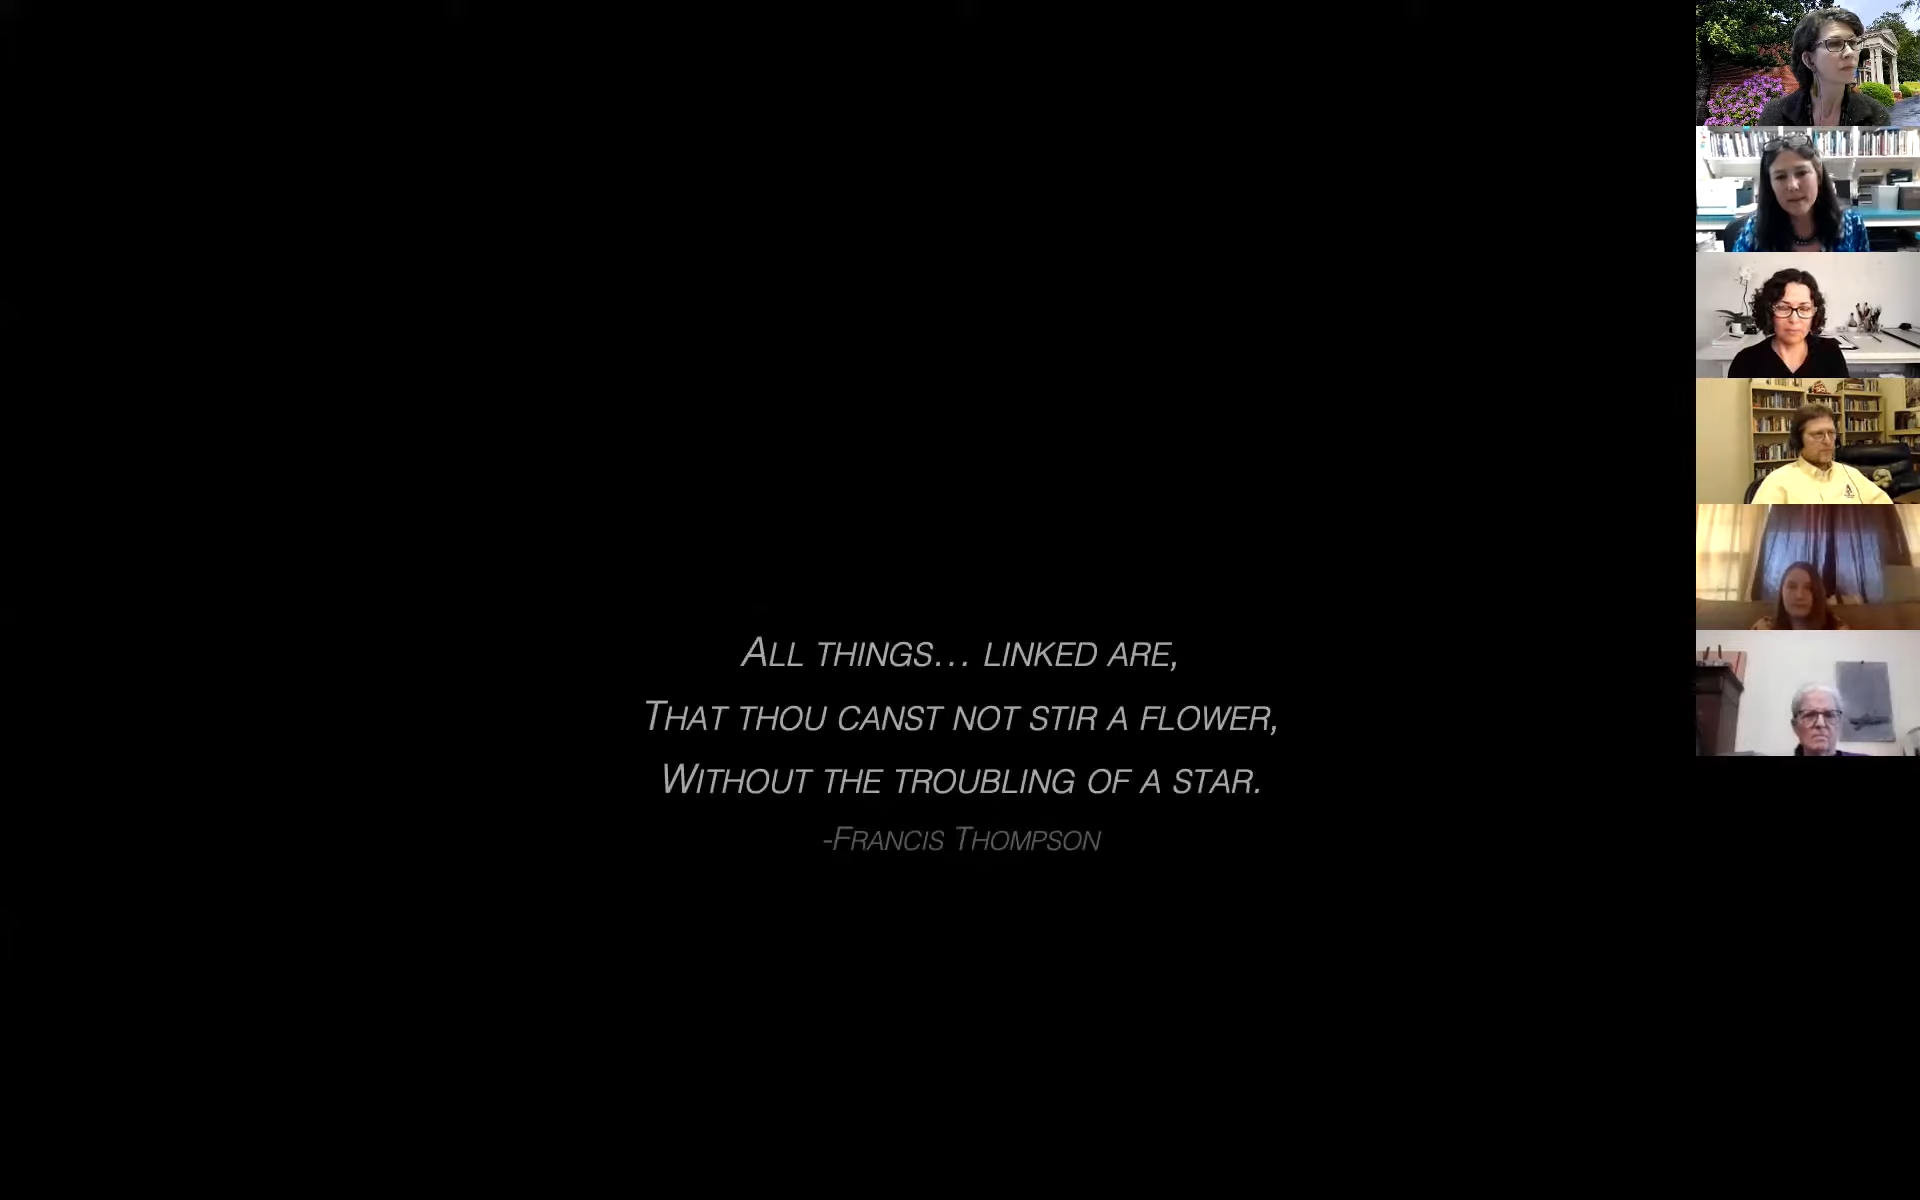 ALL THINGS... LINKED ARE,
THAT THOU CANST NOT STIR A FLOWER,
WITHOUT THE TROUBLING OF A STAR.
-FRANCIS THOMPSON